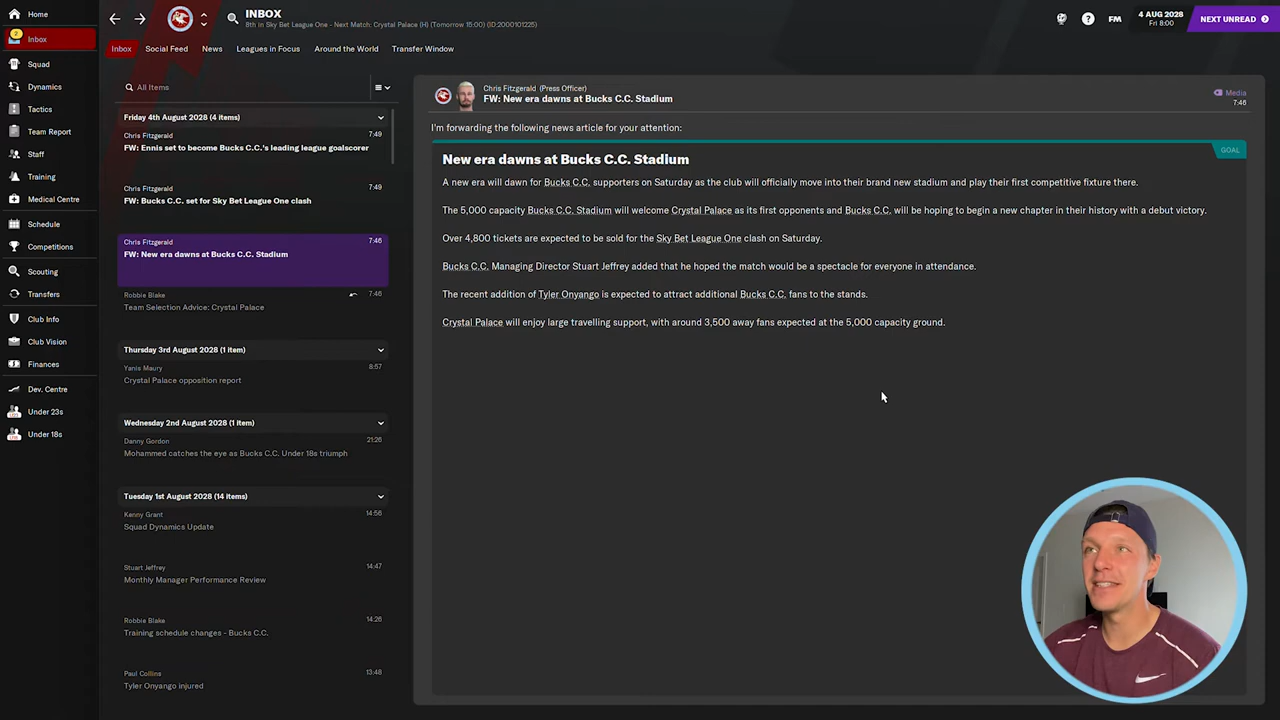 Home
2
Inbox
Squad
Dynamics
Tactics
Team Report
Staff
Training
Medical Centre
Schedule
Competitions
Scouting
Transfers
Club Info
Club Vision
Finances
Dev. Centre
Under 23s
Under 18s
INBOX
8th in Sky Bet League One - Next Match: Crystal Palace (H) (Tomorrow 15:00) (ID:2000101225)
?
FM
4 AUG 2028
Fri 8:00
NEXT UNREAD
Inbox
Social Feed
News
Leagues in Focus
Around the World
Transfer Window
All Items
Friday 4th August 2028 (4 items)
Chris Fitzgerald 7:49
FW: Ennis set to become Bucks C.C.'s leading league goalscorer
Chris Fitzgerald 7:49
FW: Bucks C.C. set for Sky Bet League One clash
Chris Fitzgerald 7:46
FW: New era dawns at Bucks C.C. Stadium
Robbie Blake 7:46
Team Selection Advice: Crystal Palace
Thursday 3rd August 2028 (1 item)
Yanis Maury 8:57
Crystal Palace opposition report
Wednesday 2nd August 2028 (1 item)
Danny Gordon 21:26
Mohammed catches the eye as Bucks C.C. Under 18s triumph
Tuesday 1st August 2028 (14 items)
Kenny Grant 14:56
Squad Dynamics Update
Stuart Jeffrey 14:47
Monthly Manager Performance Review
Robbie Blake 14:26
Training schedule changes - Bucks C.C.
Paul Collins 13:48
Tyler Onyango injured
Chris Fitzgerald (Press Officer)
FW: New era dawns at Bucks C.C. Stadium
Media
7:46
I'm forwarding the following news article for your attention:
GOAL
New era dawns at Bucks C.C. Stadium
A new era will dawn for Bucks C.C. supporters on Saturday as the club will officially move into their brand new stadium and play their first competitive fixture there.
The 5,000 capacity Bucks C.C. Stadium will welcome Crystal Palace as its first opponents and Bucks C.C. will be hoping to begin a new chapter in their history with a debut victory.
Over 4,800 tickets are expected to be sold for the Sky Bet League One clash on Saturday.
Bucks C.C. Managing Director Stuart Jeffrey added that he hoped the match would be a spectacle for everyone in attendance.
The recent addition of Tyler Onyango is expected to attract additional Bucks C.C. fans to the stands.
Crystal Palace will enjoy large travelling support, with around 3,500 away fans expected at the 5,000 capacity ground.